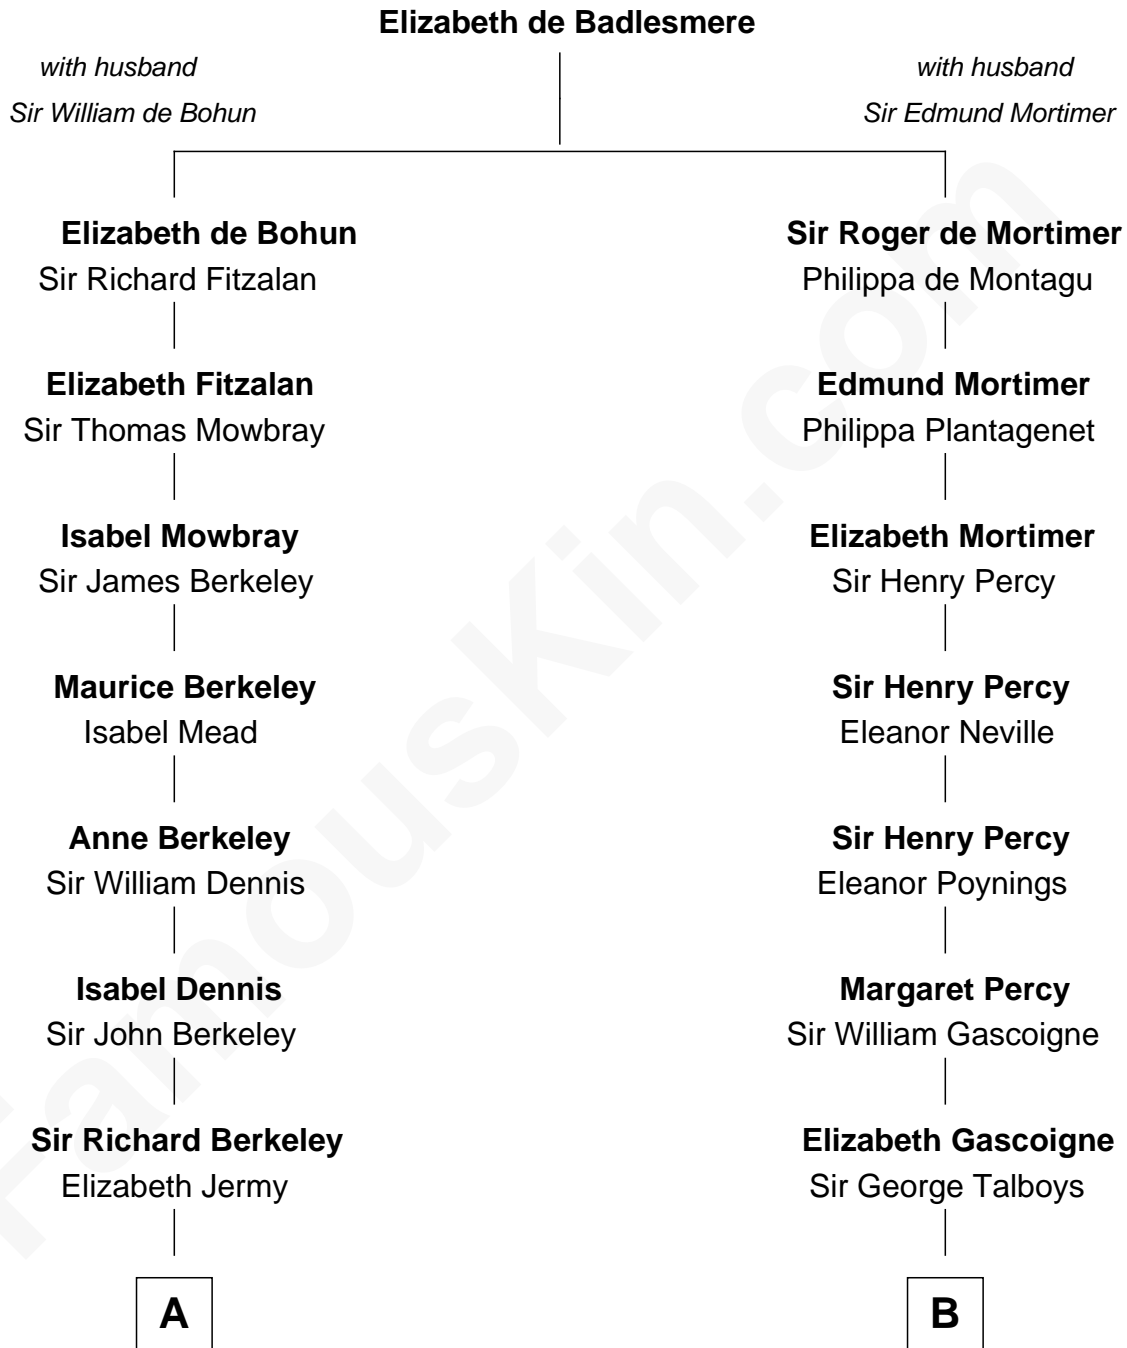 Elizabeth de Badlesmere
with husband
Sir William de Bohun
with husband
Sir Edmund Mortimer
Elizabeth de Bohun
Sir Richard Fitzalan
Elizabeth Fitzalan
Sir Thomas Mowbray
Isabel Mowbray
Sir James Berkeley
Maurice Berkeley
Isabel Mead
Anne Berkeley
Sir William Dennis
Isabel Dennis
Sir John Berkeley
Sir Richard Berkeley
Elizabeth Jermy
A
Sir Roger de Mortimer
Philippa de Montagu
Edmund Mortimer
Philippa Plantagenet
Elizabeth Mortimer
Sir Henry Percy
Sir Henry Percy
Eleanor Neville
Sir Henry Percy
Eleanor Poynings
Margaret Percy
Sir William Gascoigne
Elizabeth Gascoigne
Sir George Talboys
B
FamousKin.com